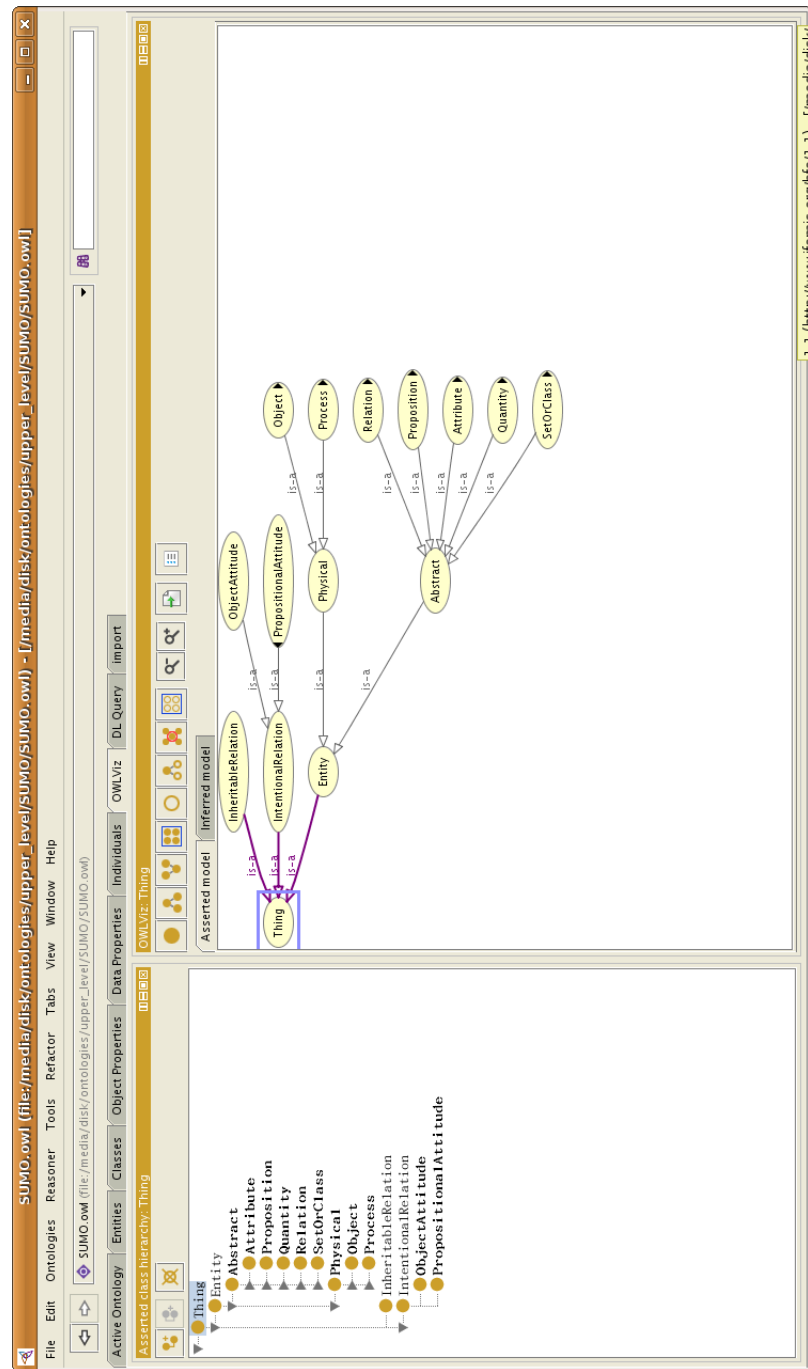 SUMO.owl (file:/media/disk/ontologies/upper_level/SUMO/SUMO.owl) - [/media/disk/ontologies/upper_level/SUMO/SUMO.owl]
File Edit Ontologies Reasoner Tools Refactor Tabs View Window Help
SUMO.owl (file:/media/disk/ontologies/upper_level/SUMO/SUMO.owl)
Active Ontology Entities Classes Object Properties Data Properties Individuals OWLViz DL Query import
Asserted class hierarchy: Thing
Thing
Entity
Abstract
Attribute
Proposition
Quantity
Relation
SetOrClass
Physical
Object
Process
InheritableRelation
IntentionalRelation
ObjectAttitude
PropositionalAttitude
OWLViz: Thing
Asserted model Inferred model
InheritableRelation ObjectAttitude
is-a is-a
Thing is-a IntentionalRelation is-a PropositionalAttitude is-a Object
is-a Entity is-a Physical is-a Process
is-a Relation
is-a Proposition
Abstract is-a Attribute
is-a Quantity
is-a SetOrClass